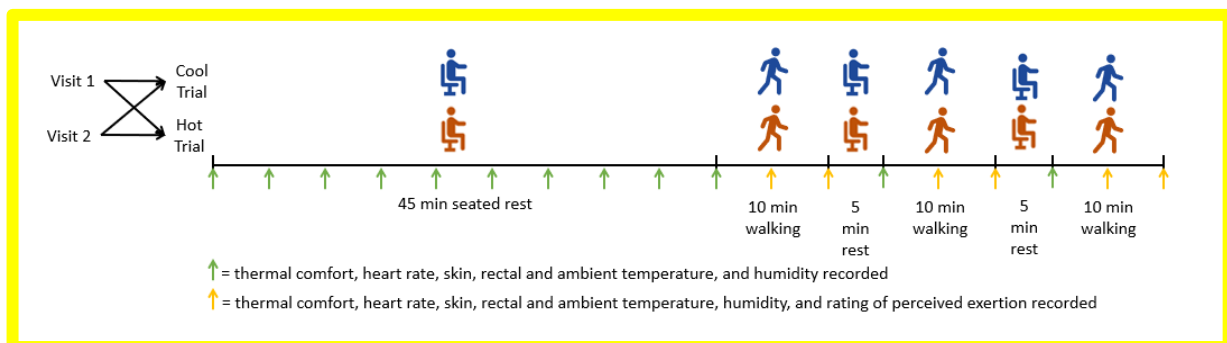 Visit 1
Cool
Trial
Visit 2
Hot
Trial
45 min seated rest
10 min
walking
5
min
rest
10 min
walking
5
min
rest
10 min
walking
= thermal comfort, heart rate, skin, rectal and ambient temperature, and humidity recorded
= thermal comfort, heart rate, skin, rectal and ambient temperature, humidity, and rating of perceived exertion recorded